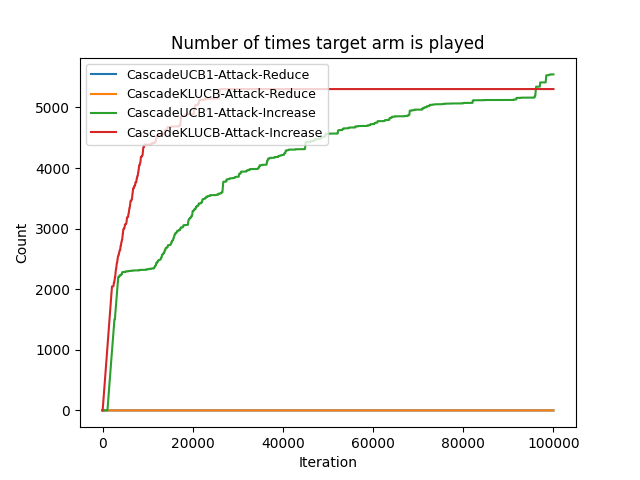 Number of times target arm is played
CascadeUCB1-Attack-Reduce
CascadeKLUCB-Attack-Reduce
CascadeUCB1-Attack-Increase
CascadeKLUCB-Attack-Increase
5000
4000
3000
2000
1000
0
Count
0 20000 40000 60000 80000 100000
Iteration